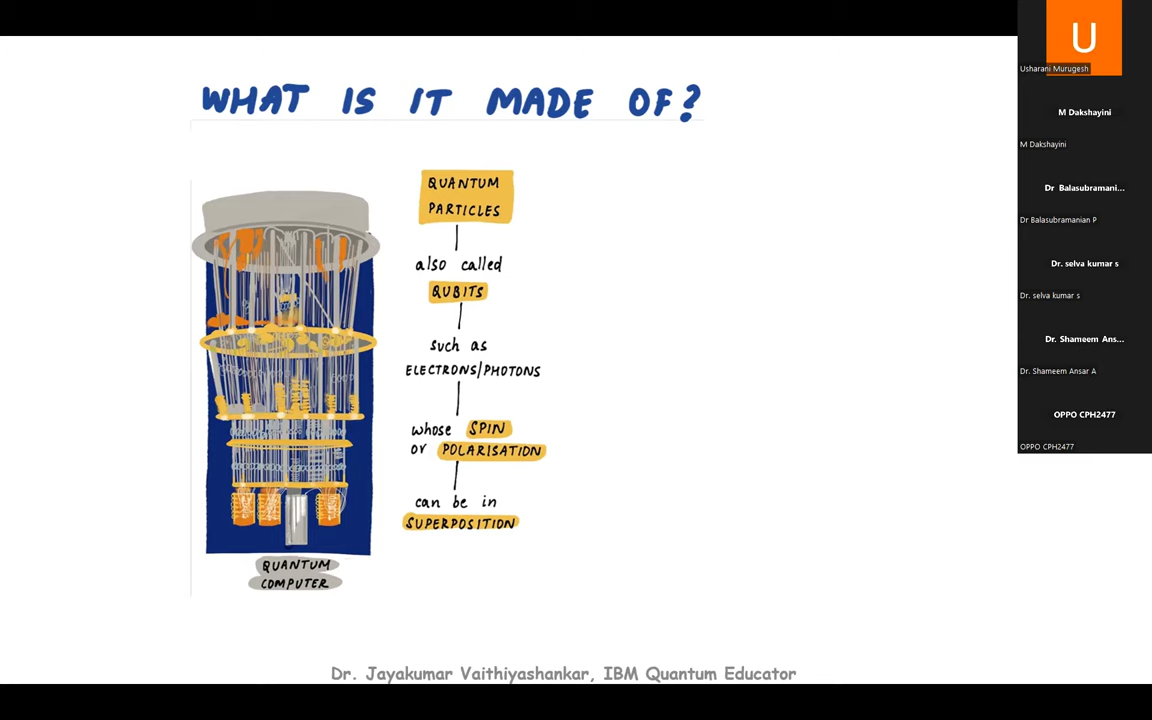 WHAT IS IT MADE OF?
QUANTUM
PARTICLES
also called
QUBITS
such as
ELECTRONS/PHOTONS
whose SPIN
or POLARISATION
can be in
SUPERPOSITION
QUANTUM
COMPUTER
Dr. Jayakumar Vaithiyashankar, IBM Quantum Educator
U
Usharani Murugesh
M Dakshayini
M Dakshayini
Dr Balasubramani...
Dr Balasubramanian P
Dr. selva kumar s
Dr. selva kumar s
Dr. Shameem Ans...
Dr. Shameem Ansar A
OPPO CPH2477
OPPO CPH2477